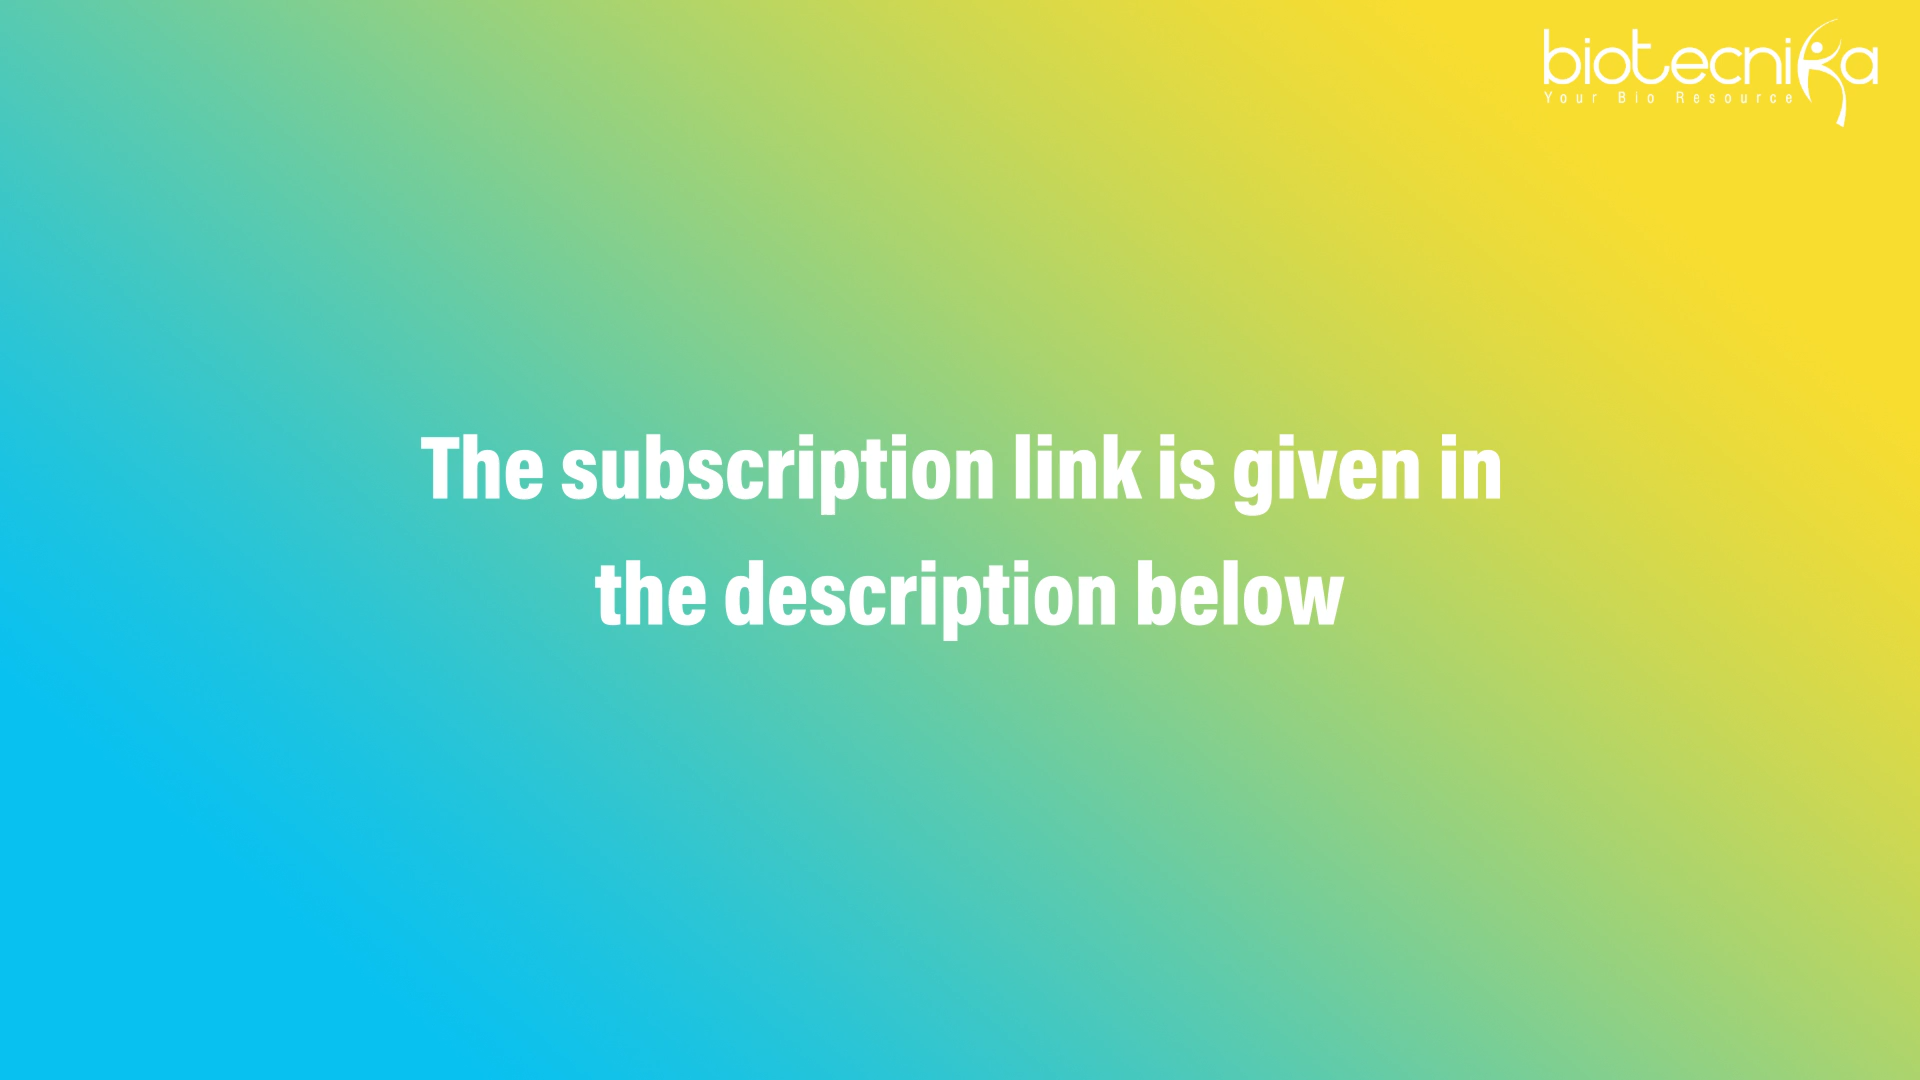 biotecnika
Your Bio Resource
The subscription link is given in
the description below